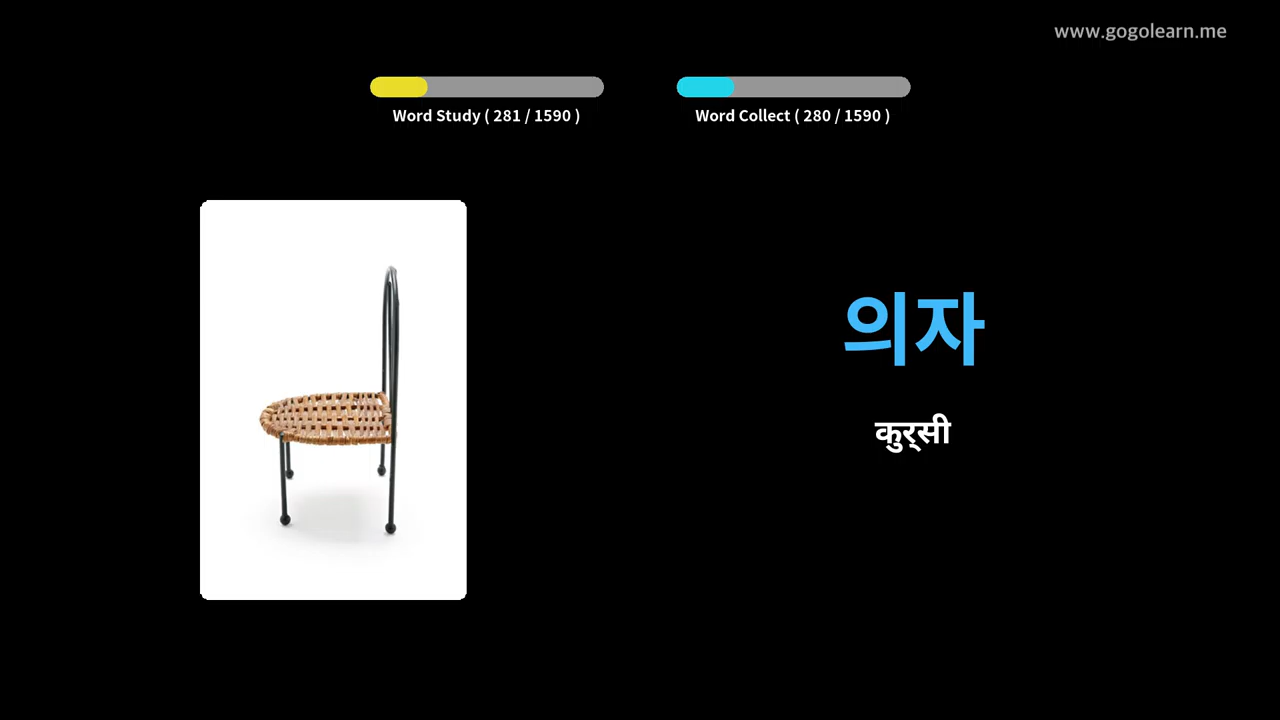 www.gogolearn.me
Word Study ( 281 / 1590 )
Word Collect ( 280 / 1590 )
의자
कुर्सी